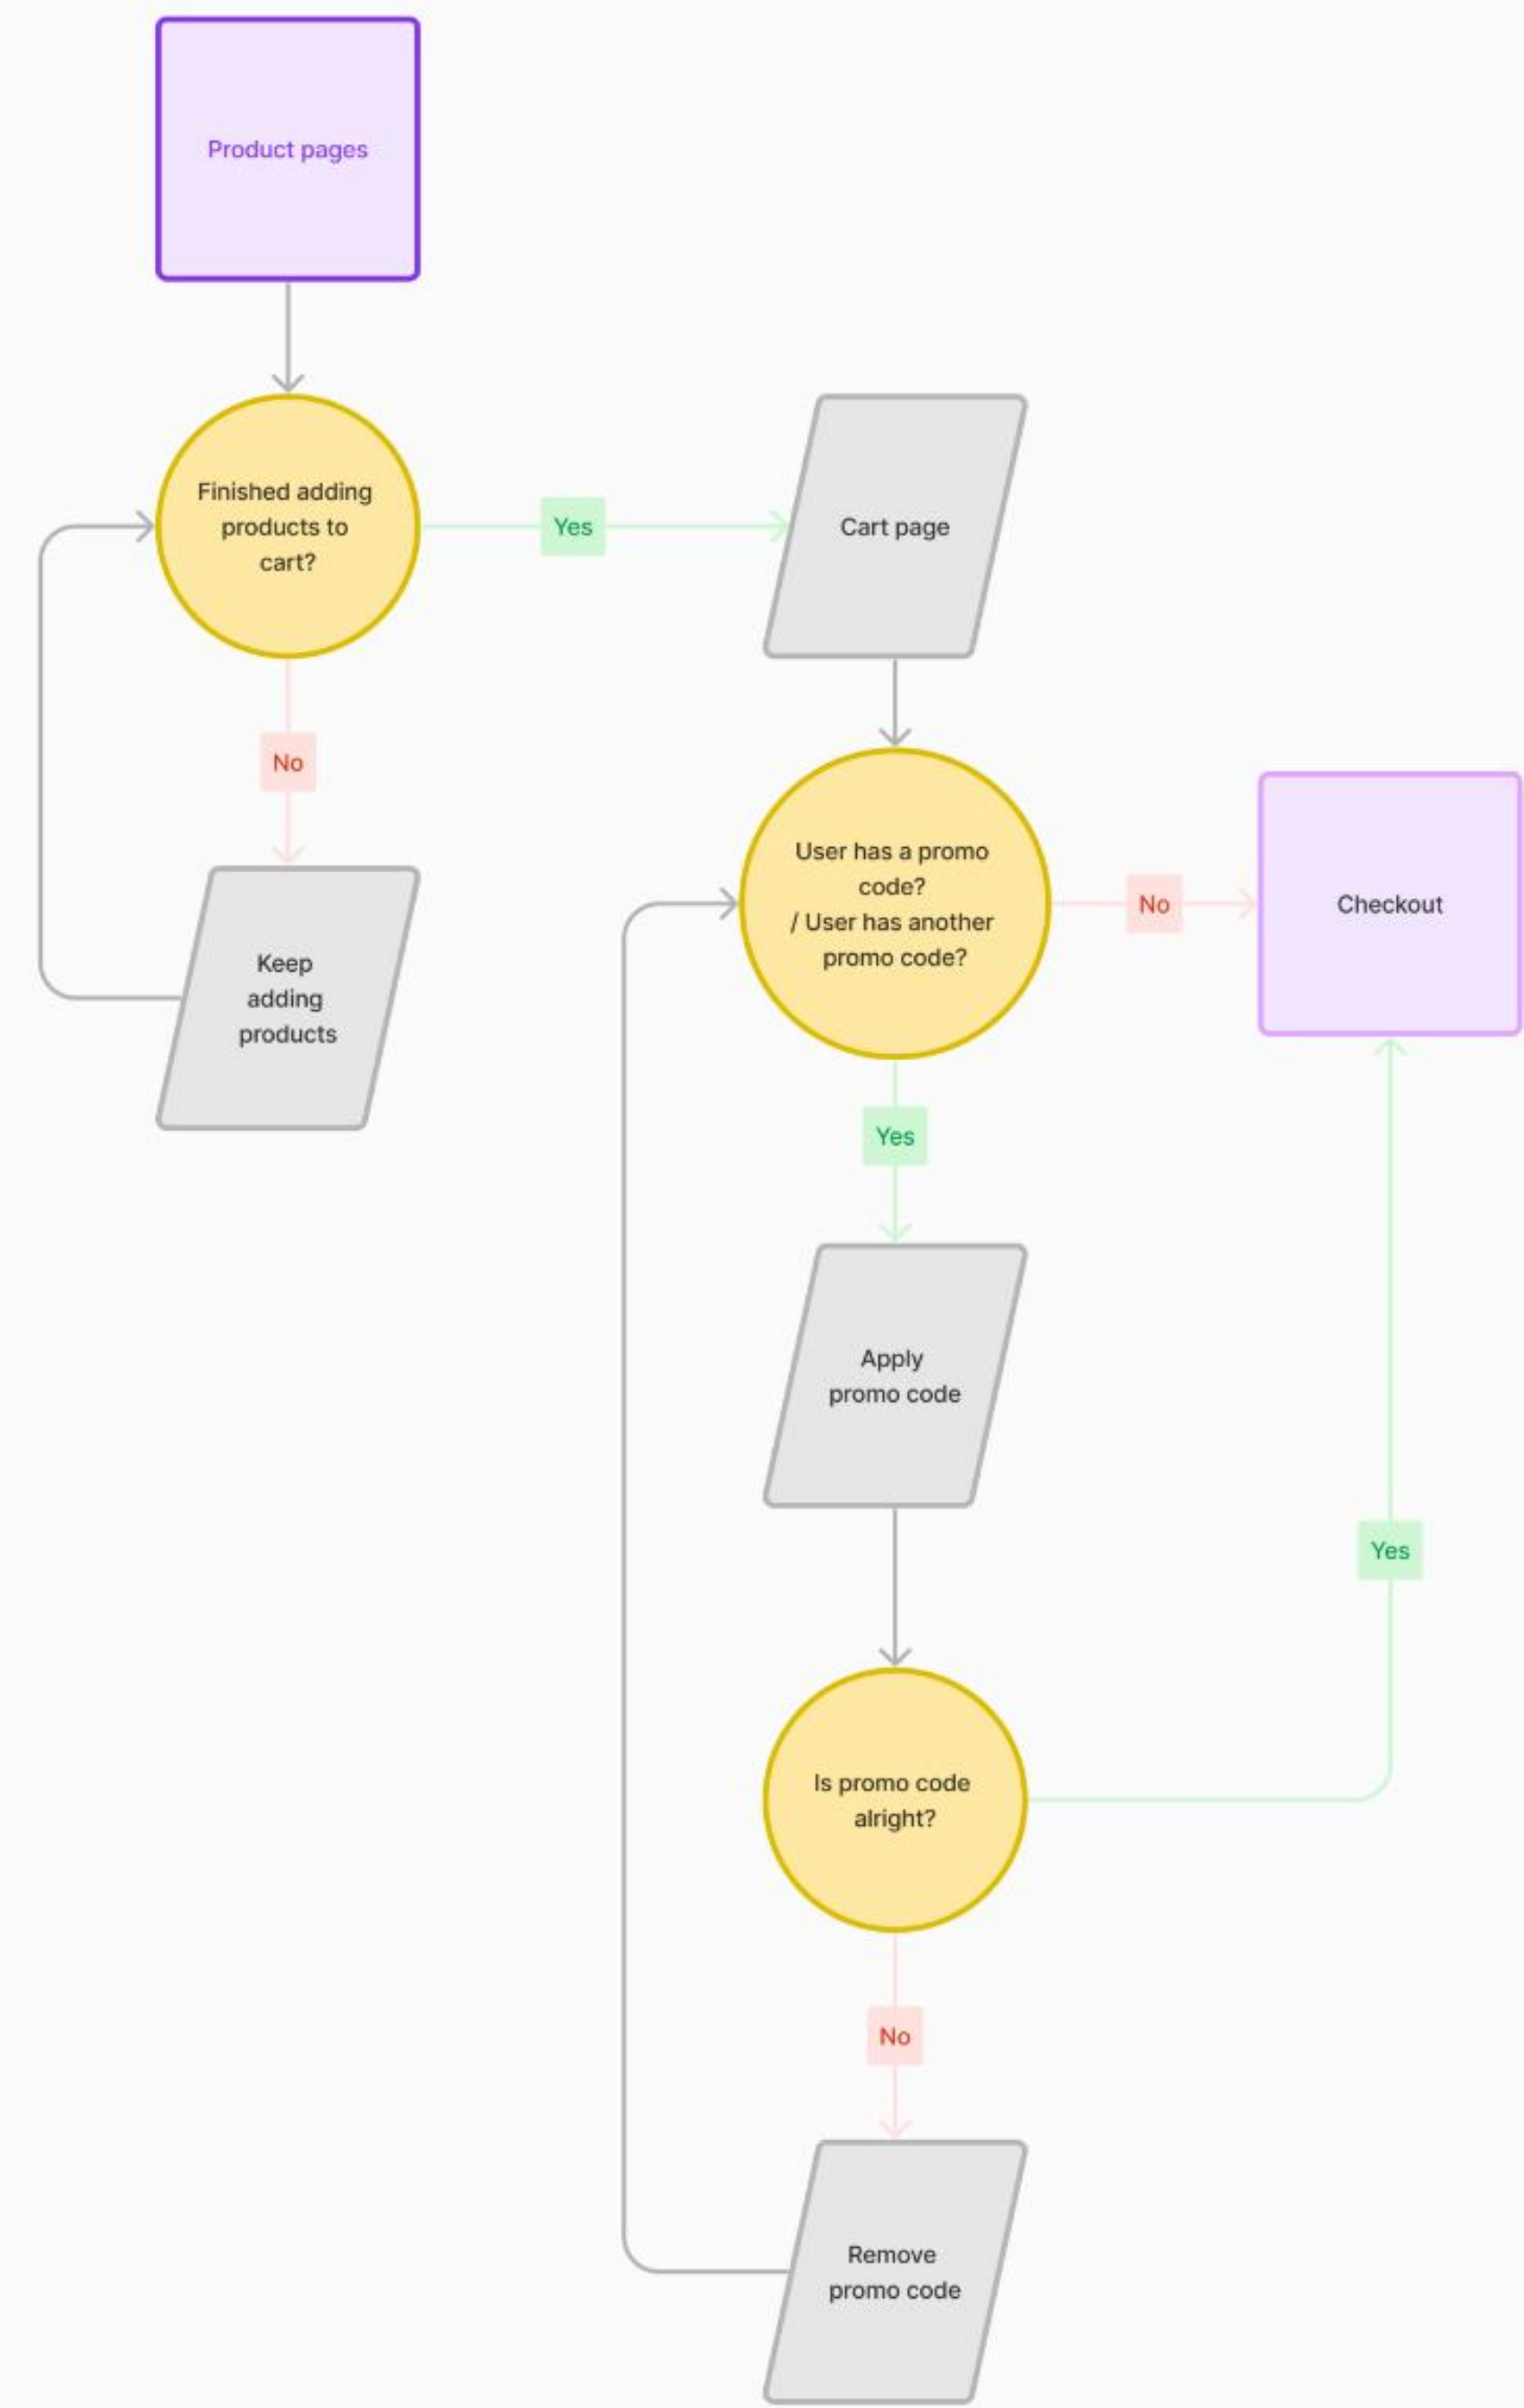 Product pages
Finished adding
products to
cart?
Yes
Cart page
No
Keep
adding
products
User has a promo
code?
/ User has another
promo code?
No
Checkout
Yes
Apply
promo code
Yes
Is promo code
alright?
No
Remove
promo code